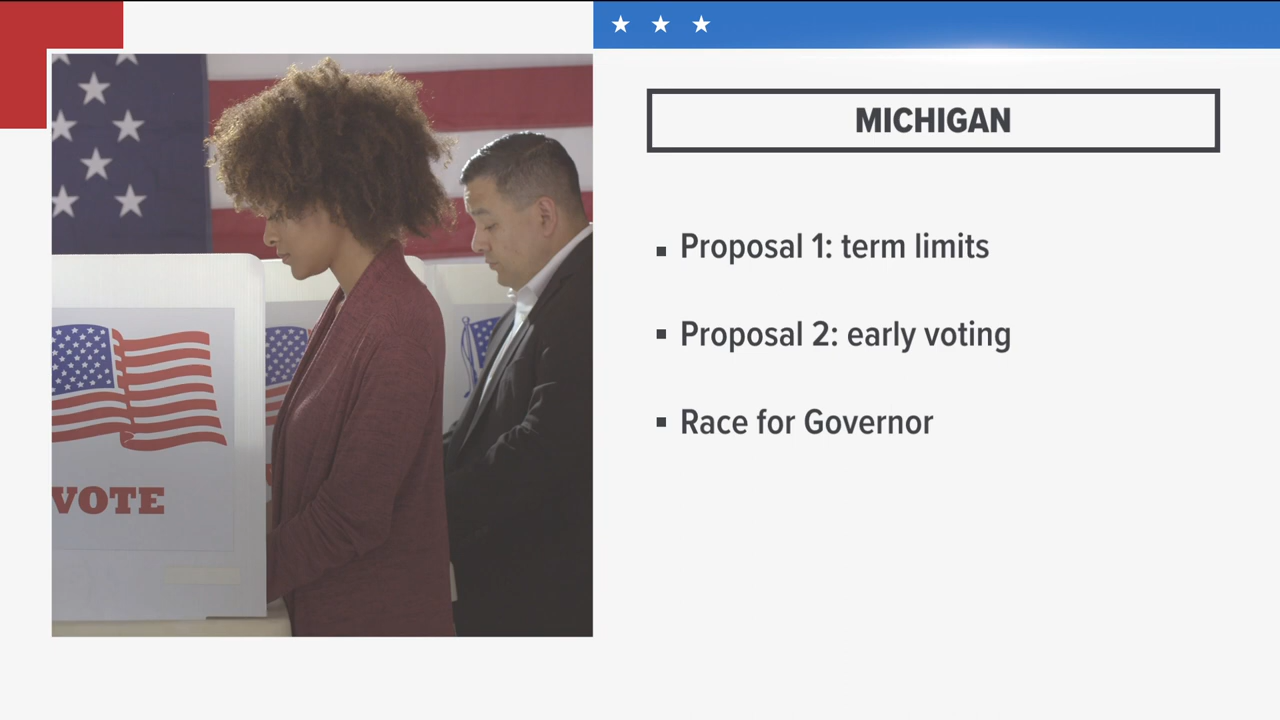 MICHIGAN
Proposal 1: term limits
Proposal 2: early voting
Race for Governor
VOTE